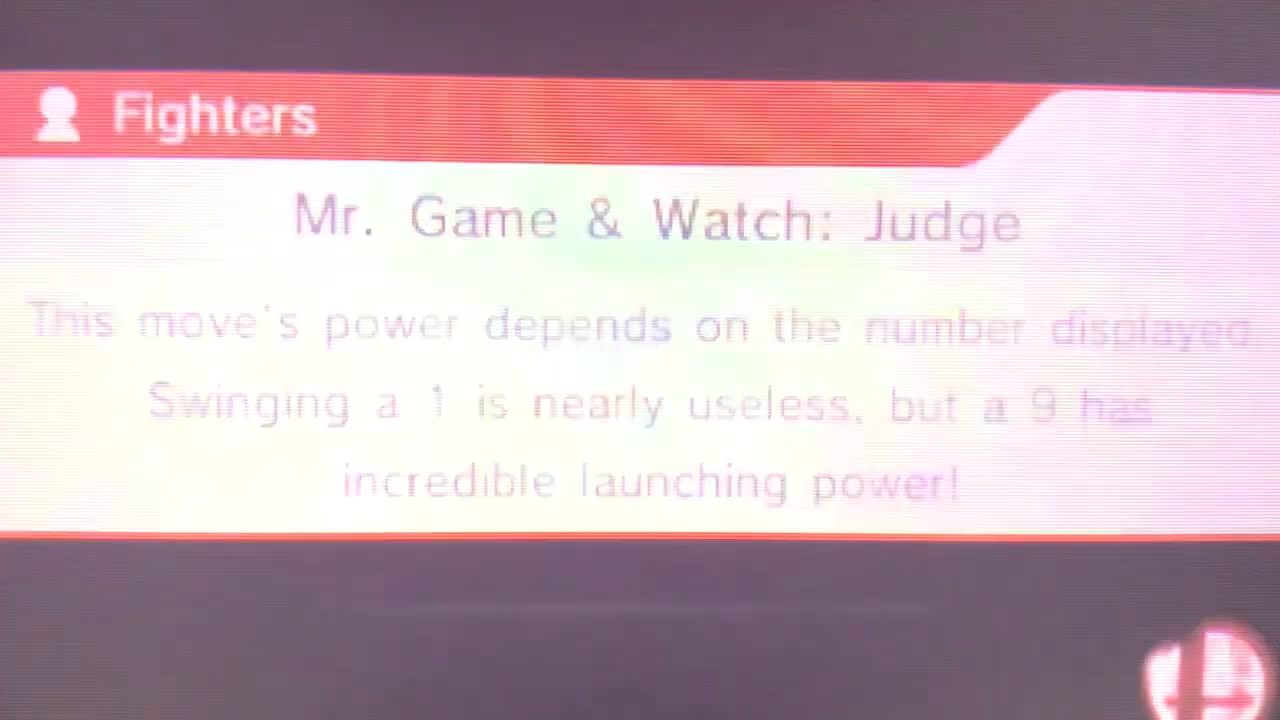 Fighters
Mr. Game & Watch: Judge
This move's power depends on the number displayed
Swinging a 1 is nearly useless, but a 9 has
incredible launching power!